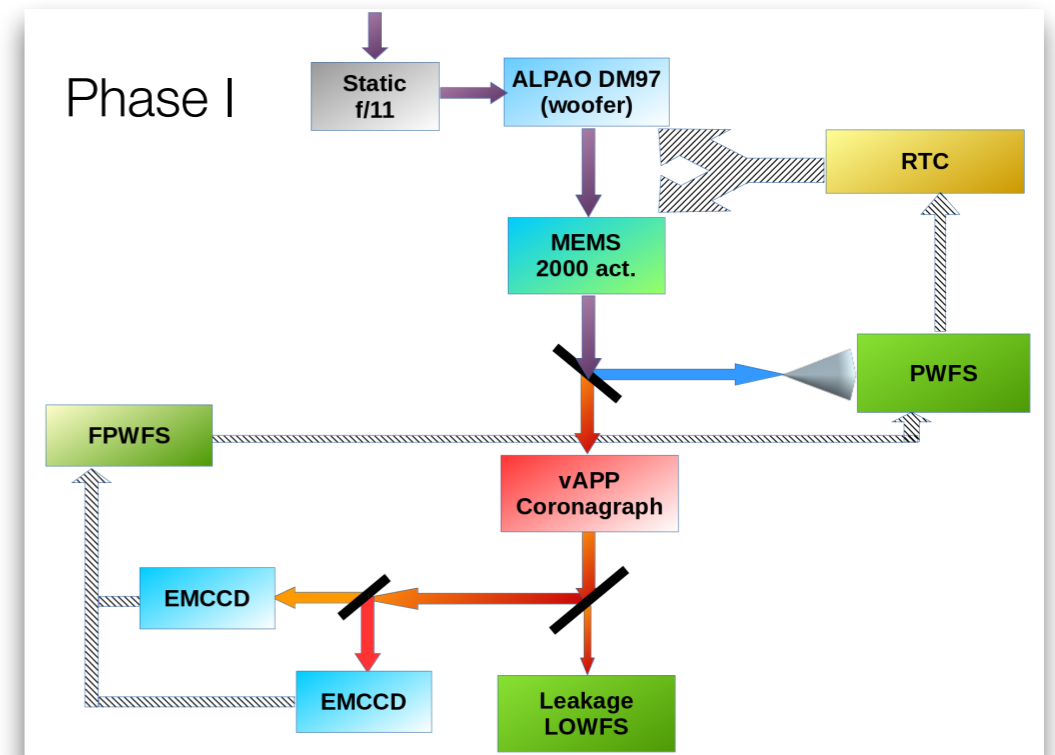 Phase I
Static
f/11
ALPAO DM97
(woofer)
RTC
MEMS
2000 act.
PWFS
FPWFS
vAPP
Coronagraph
EMCCD
EMCCD
Leakage
LOWFS